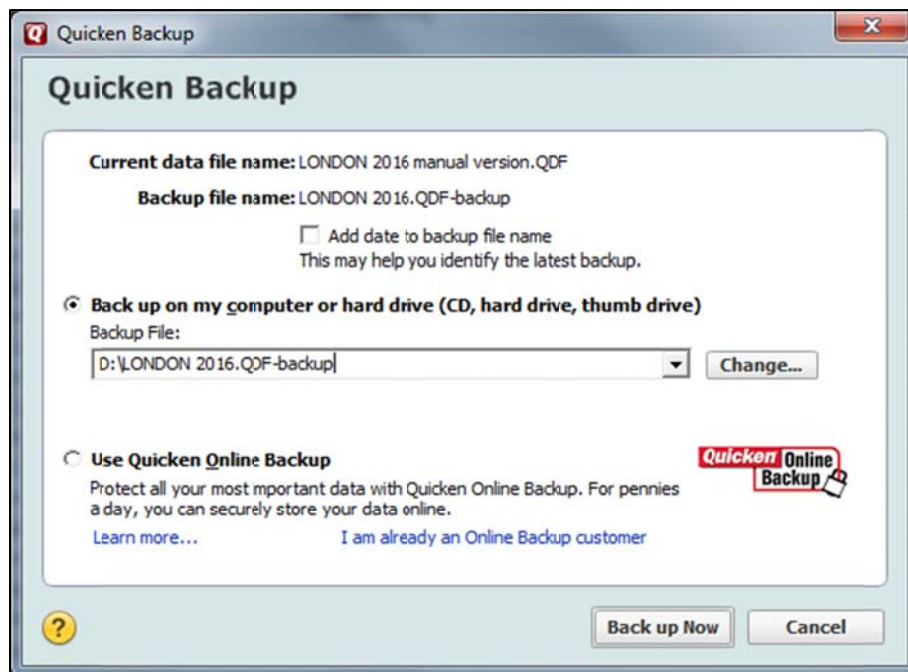 Quicken Backup
Quicken Backup
Current data file name: LONDON 2016 manual version.QDF
Backup file name: LONDON 2016.QDF-backup
Add date to backup file name
This may help you identify the latest backup.
Back up on my computer or hard drive (CD, hard drive, thumb drive)
Backup File:
D:\LONDON 2016.QDF-backup
Change...
Use Quicken Online Backup
Quicken Online
Backup
Protect all your most mportant data with Quicken Online Backup. For pennies
a day, you can securely store your data online.
Learn more... I am already an Online Backup customer
?
Back up Now
Cancel